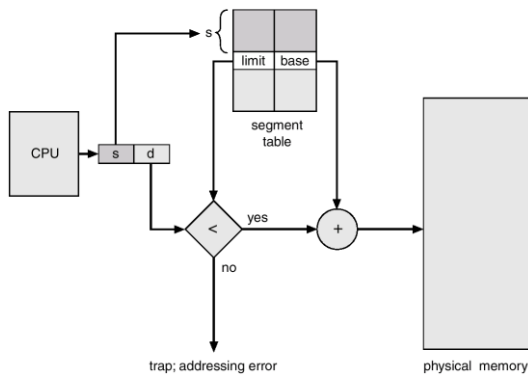 s
limit base
segment
table
CPU
s d
<
yes
+
no
trap; addressing error
physical memory